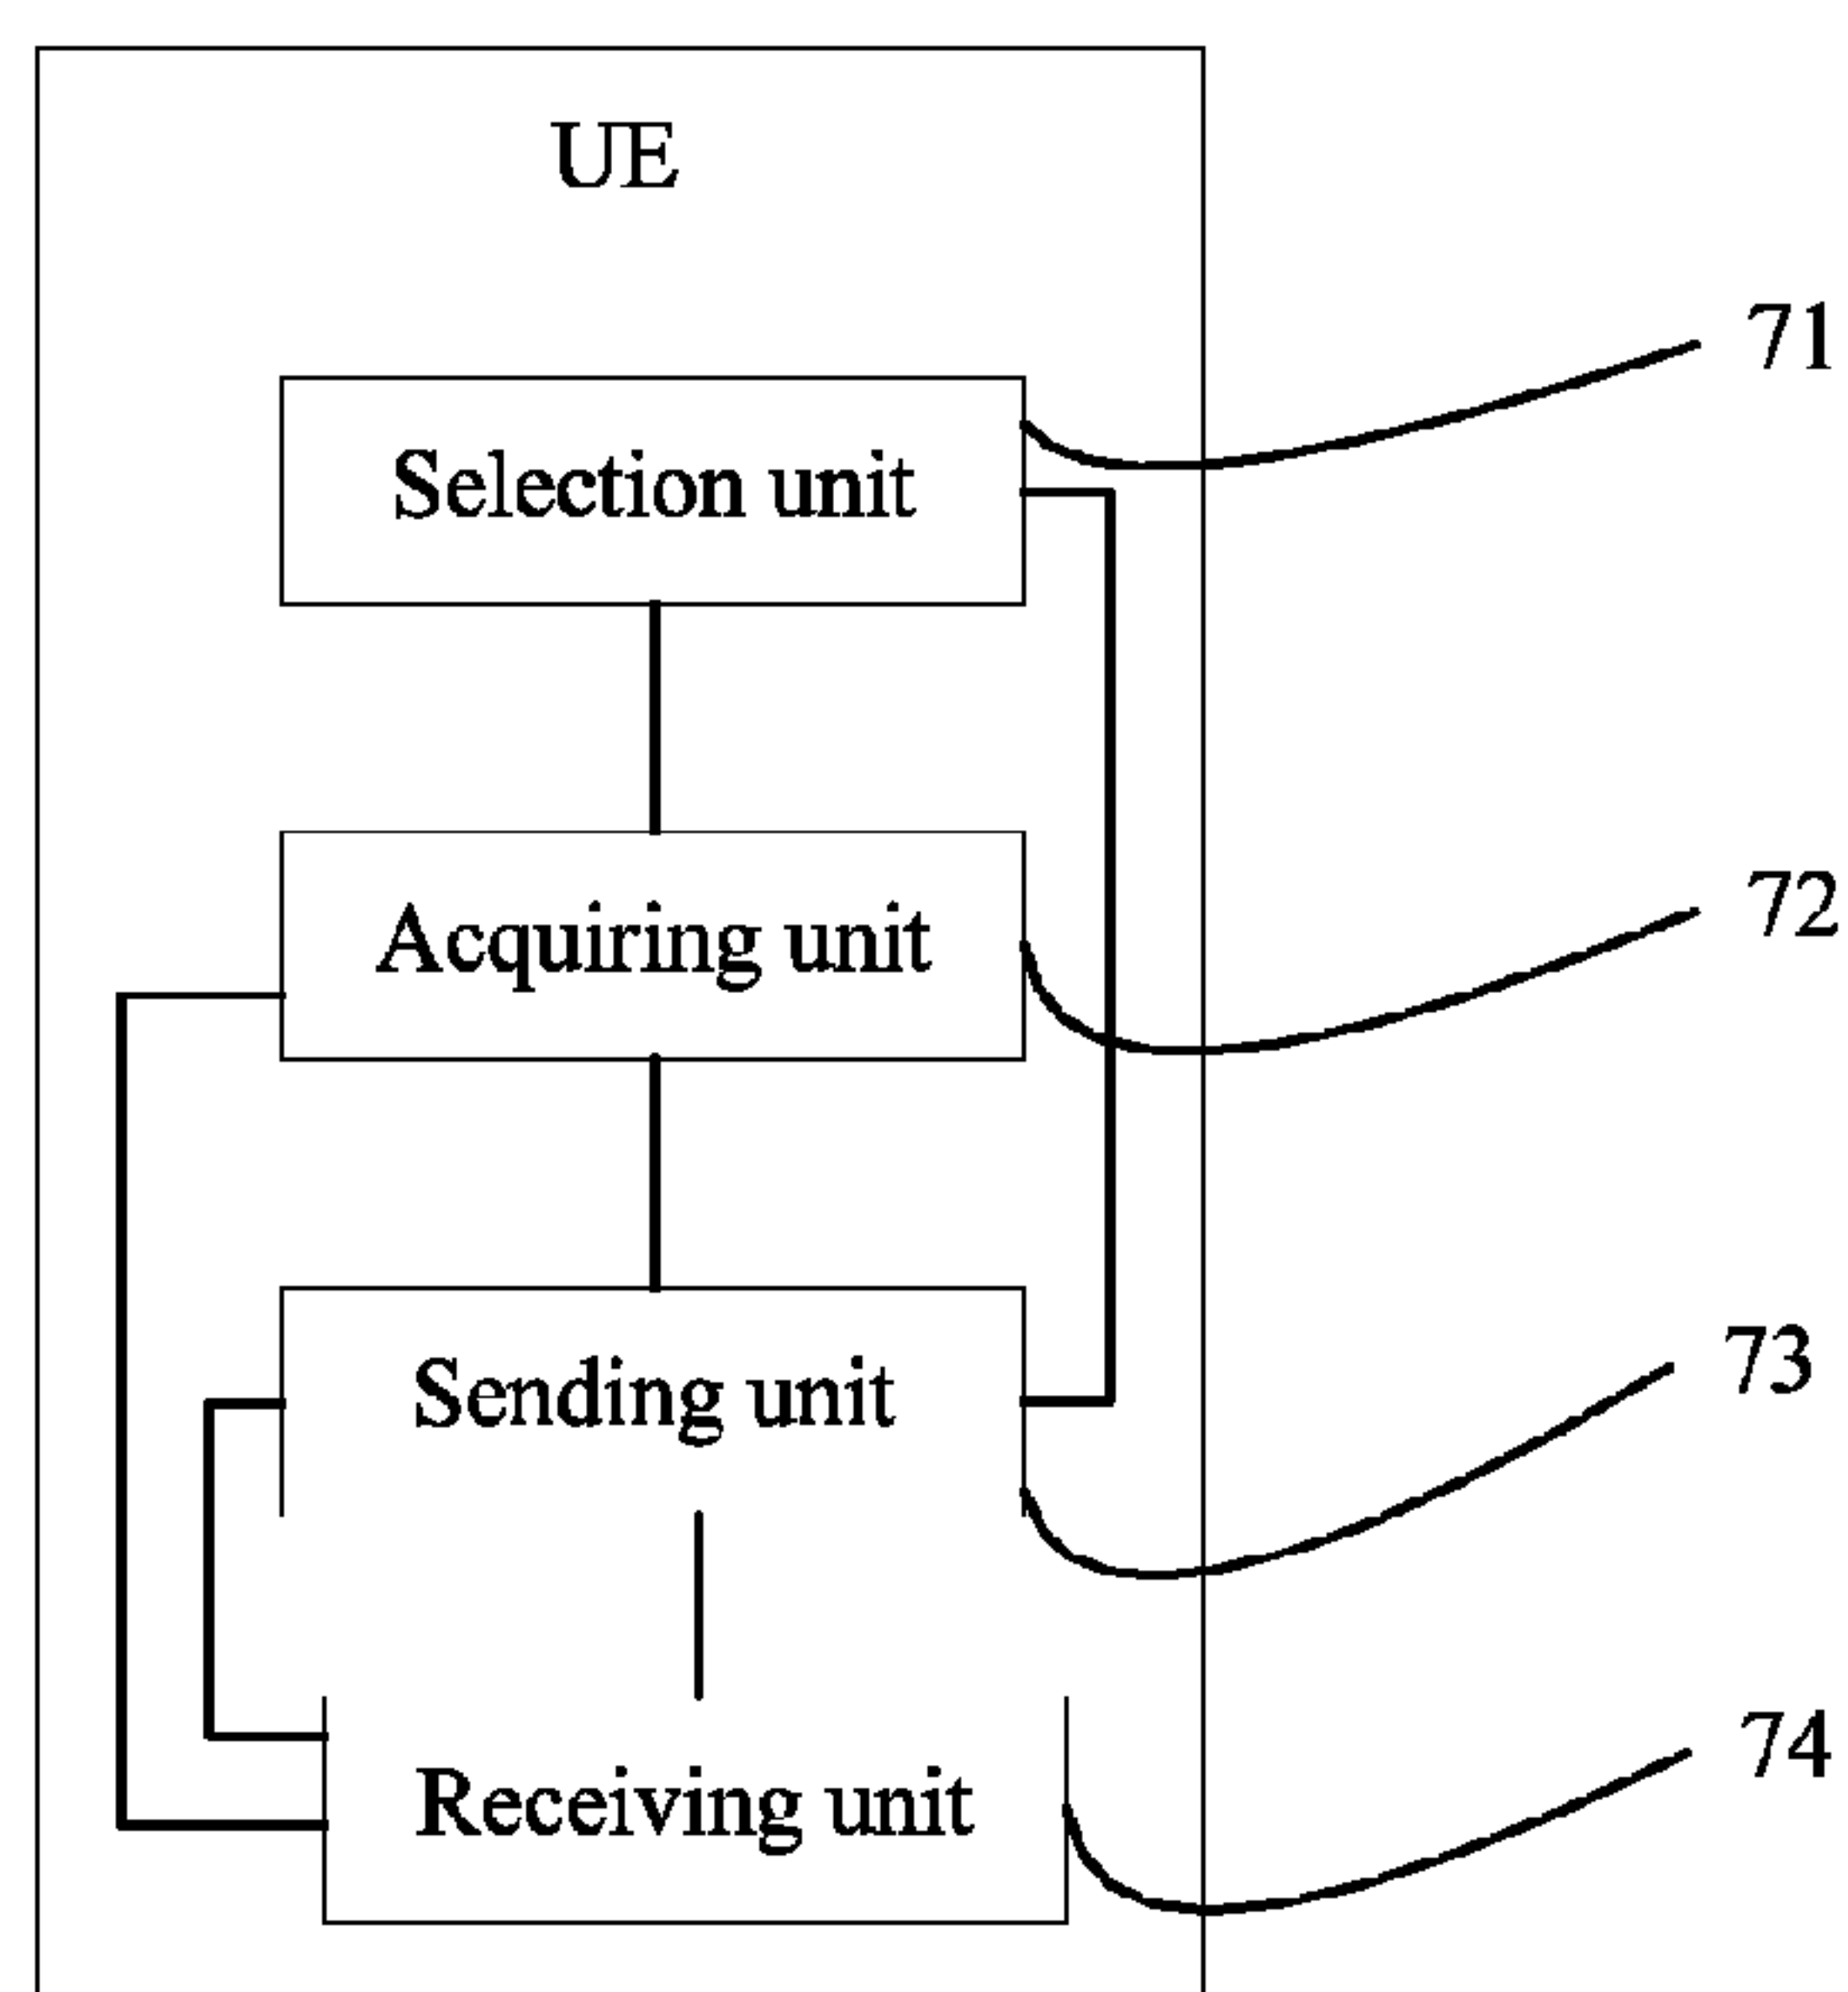 UE
71
Selection unit
72
Acquiring unit
73
Sending unit
74
Receiving unit